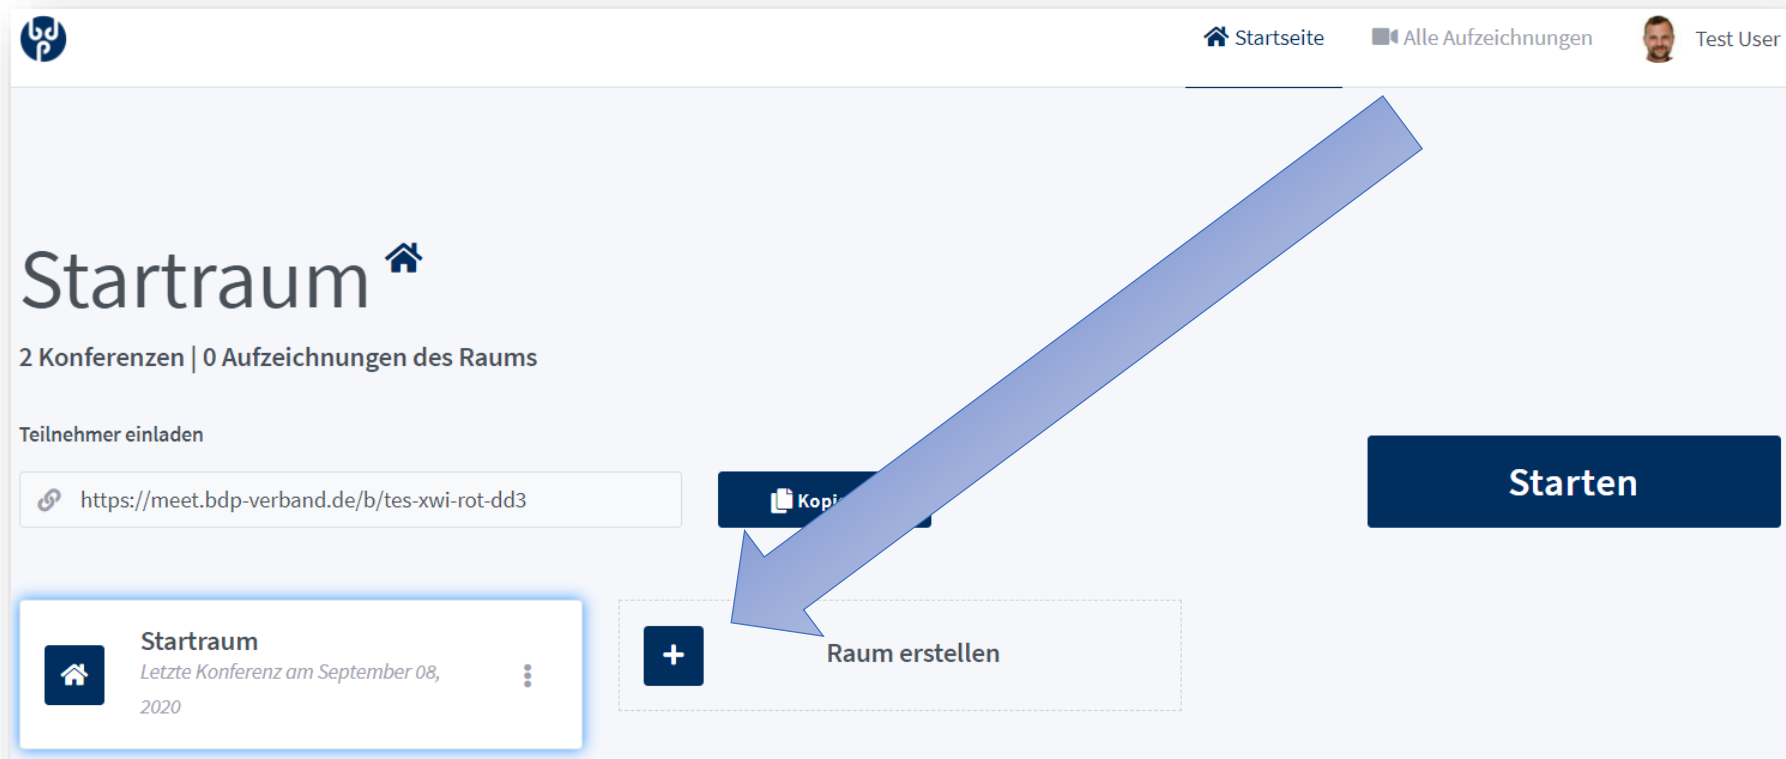 bdp
Startseite
Alle Aufzeichnungen
Test User
Startraum
2 Konferenzen | 0 Aufzeichnungen des Raums
Teilnehmer einladen
https://meet.bdp-verband.de/b/tes-xwi-rot-dd3
Starten
Startraum
Letzte Konferenz am September 08,
2020
Raum erstellen